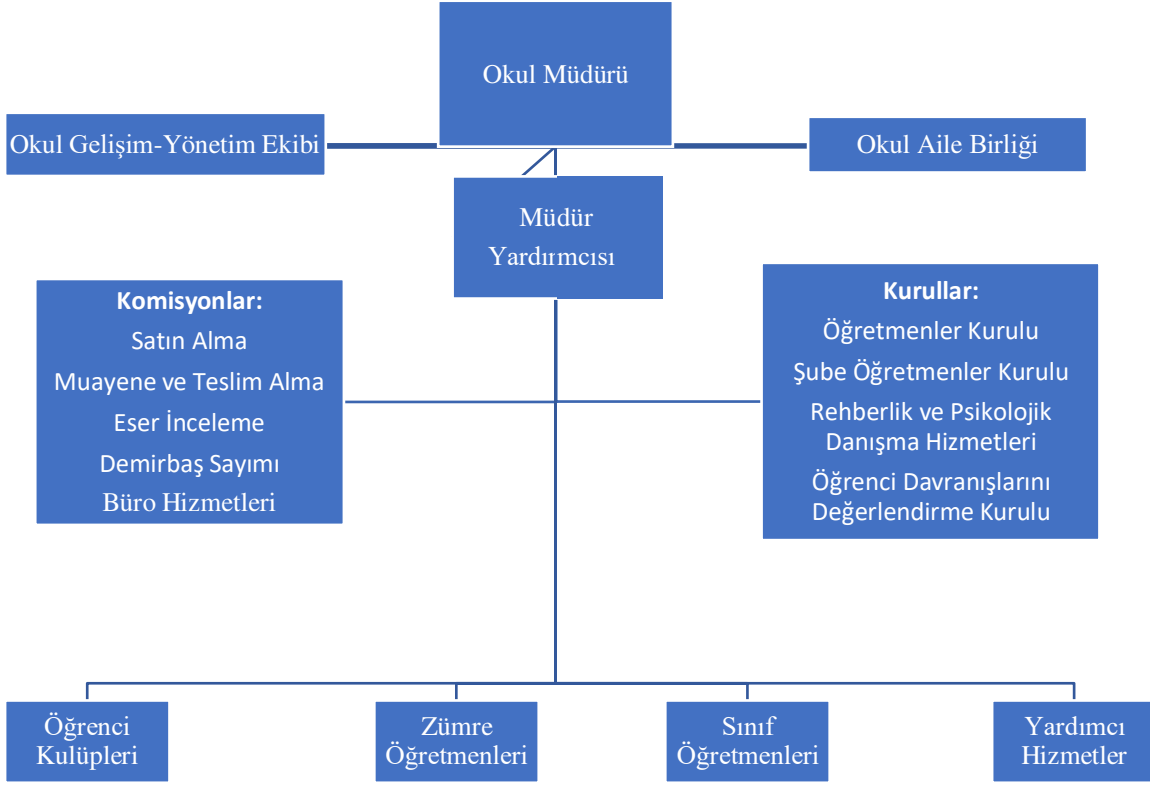 Okul Müdürü
Okul Gelişim-Yönetim Ekibi
Okul Aile Birliği
Müdür
Yardımcısı
Komisyonlar:
Satın Alma
Muayene ve Teslim Alma
Eser İnceleme
Demirbaş Sayımı
Büro Hizmetleri
Kurullar:
Öğretmenler Kurulu
Şube Öğretmenler Kurulu
Rehberlik ve Psikolojik
Danışma Hizmetleri
Öğrenci Davranışlarını
Değerlendirme Kurulu
Öğrenci
Kulüpleri
Zümre
Öğretmenleri
Sınıf
Öğretmenleri
Yardımcı
Hizmetler